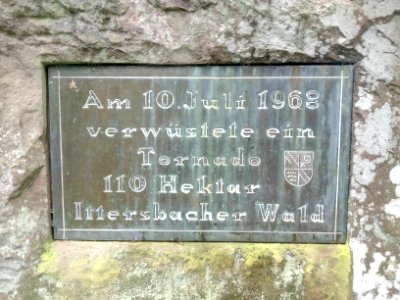 Am 10. Juli 1968
verwüstete ein
Tornado
110 Hektar
Ittersbacher Wald